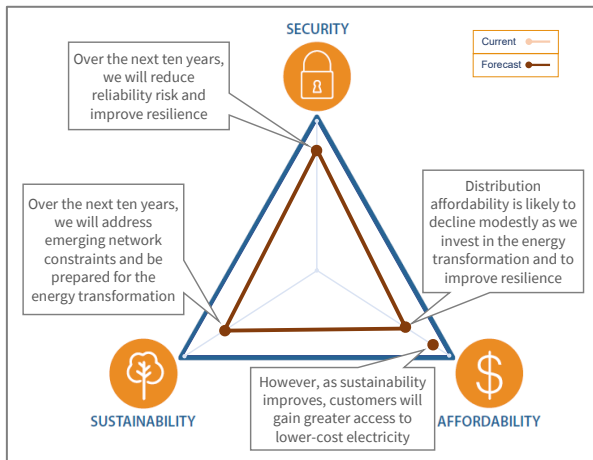 SECURITY
Current
Forecast
Over the next ten years,
we will reduce
reliability risk and
improve resilience
Over the next ten years,
we will address
emerging network
constraints and be
prepared for the
energy transformation
Distribution
affordability is likely to
decline modestly as we
invest in the energy
transformation and to
improve resilience
However, as sustainability
improves, customers will
gain greater access to
lower-cost electricity
$
SUSTAINABILITY
AFFORDABILITY